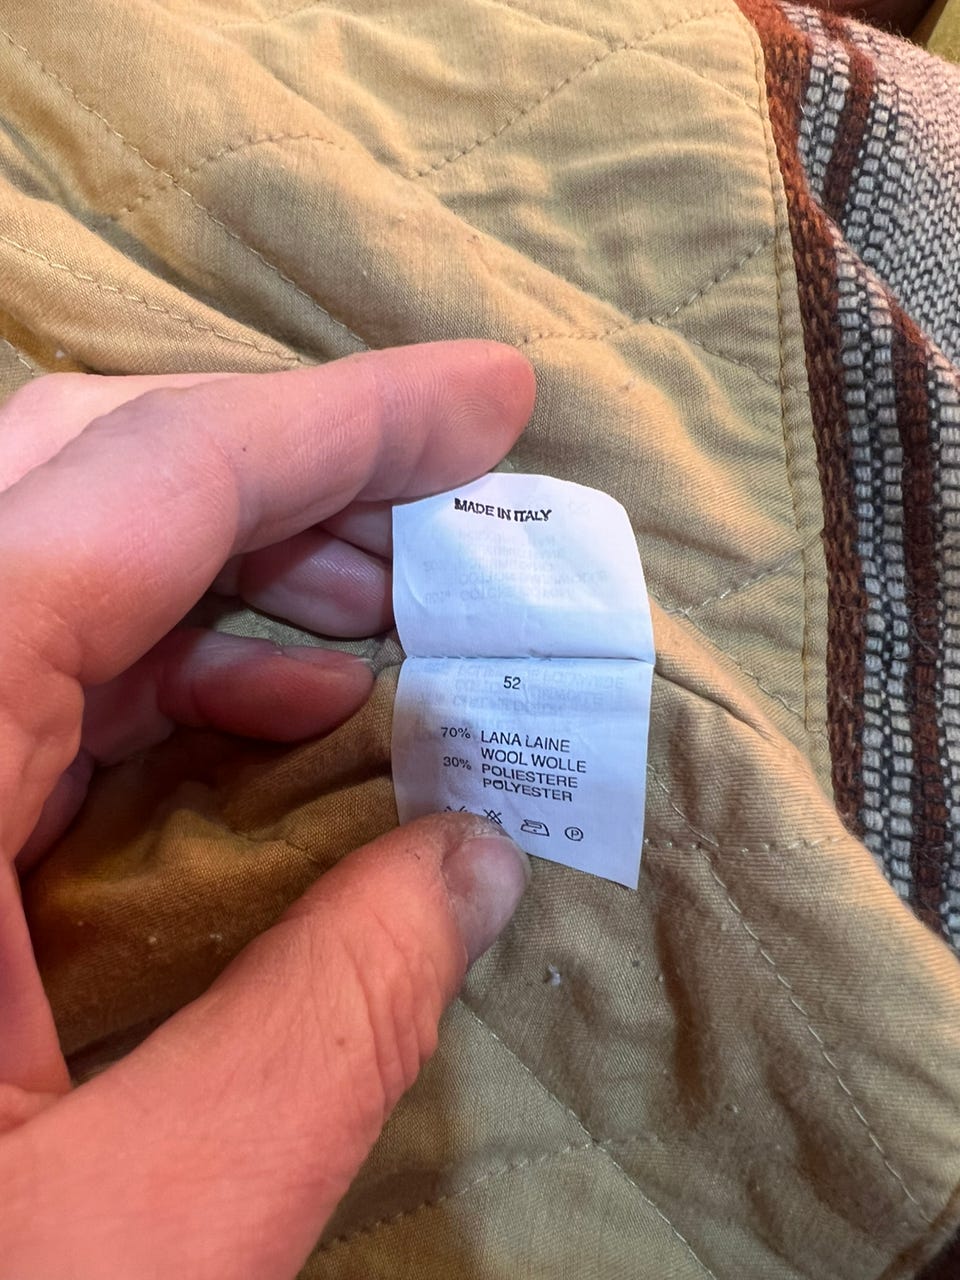 MADE IN ITALY
52
70% LANA LAINE
WOOL WOLLE
30% POLIESTERE
POLYESTER
P